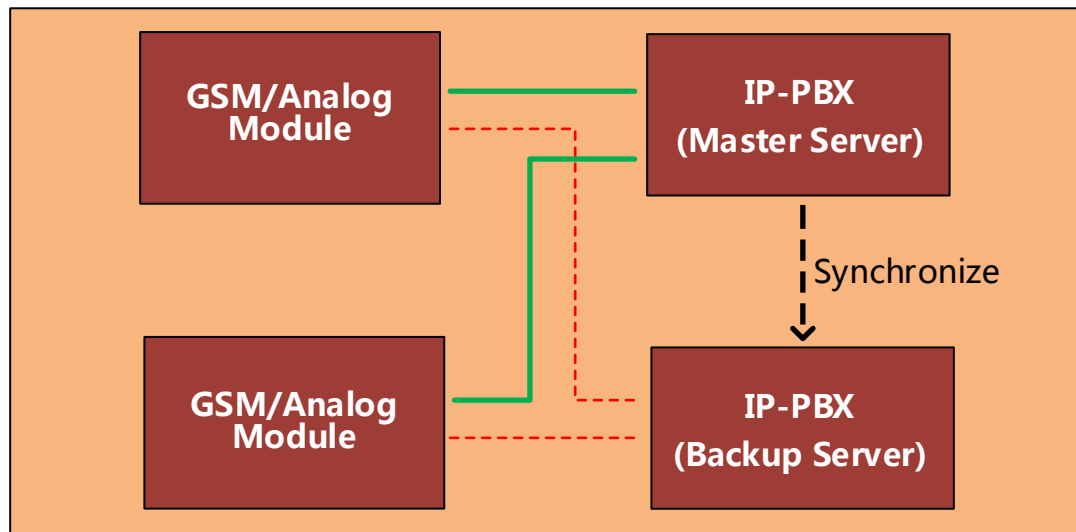 GSM/Analog
Module
IP-PBX
(Master Server)
Synchronize
GSM/Analog
Module
IP-PBX
(Backup Server)